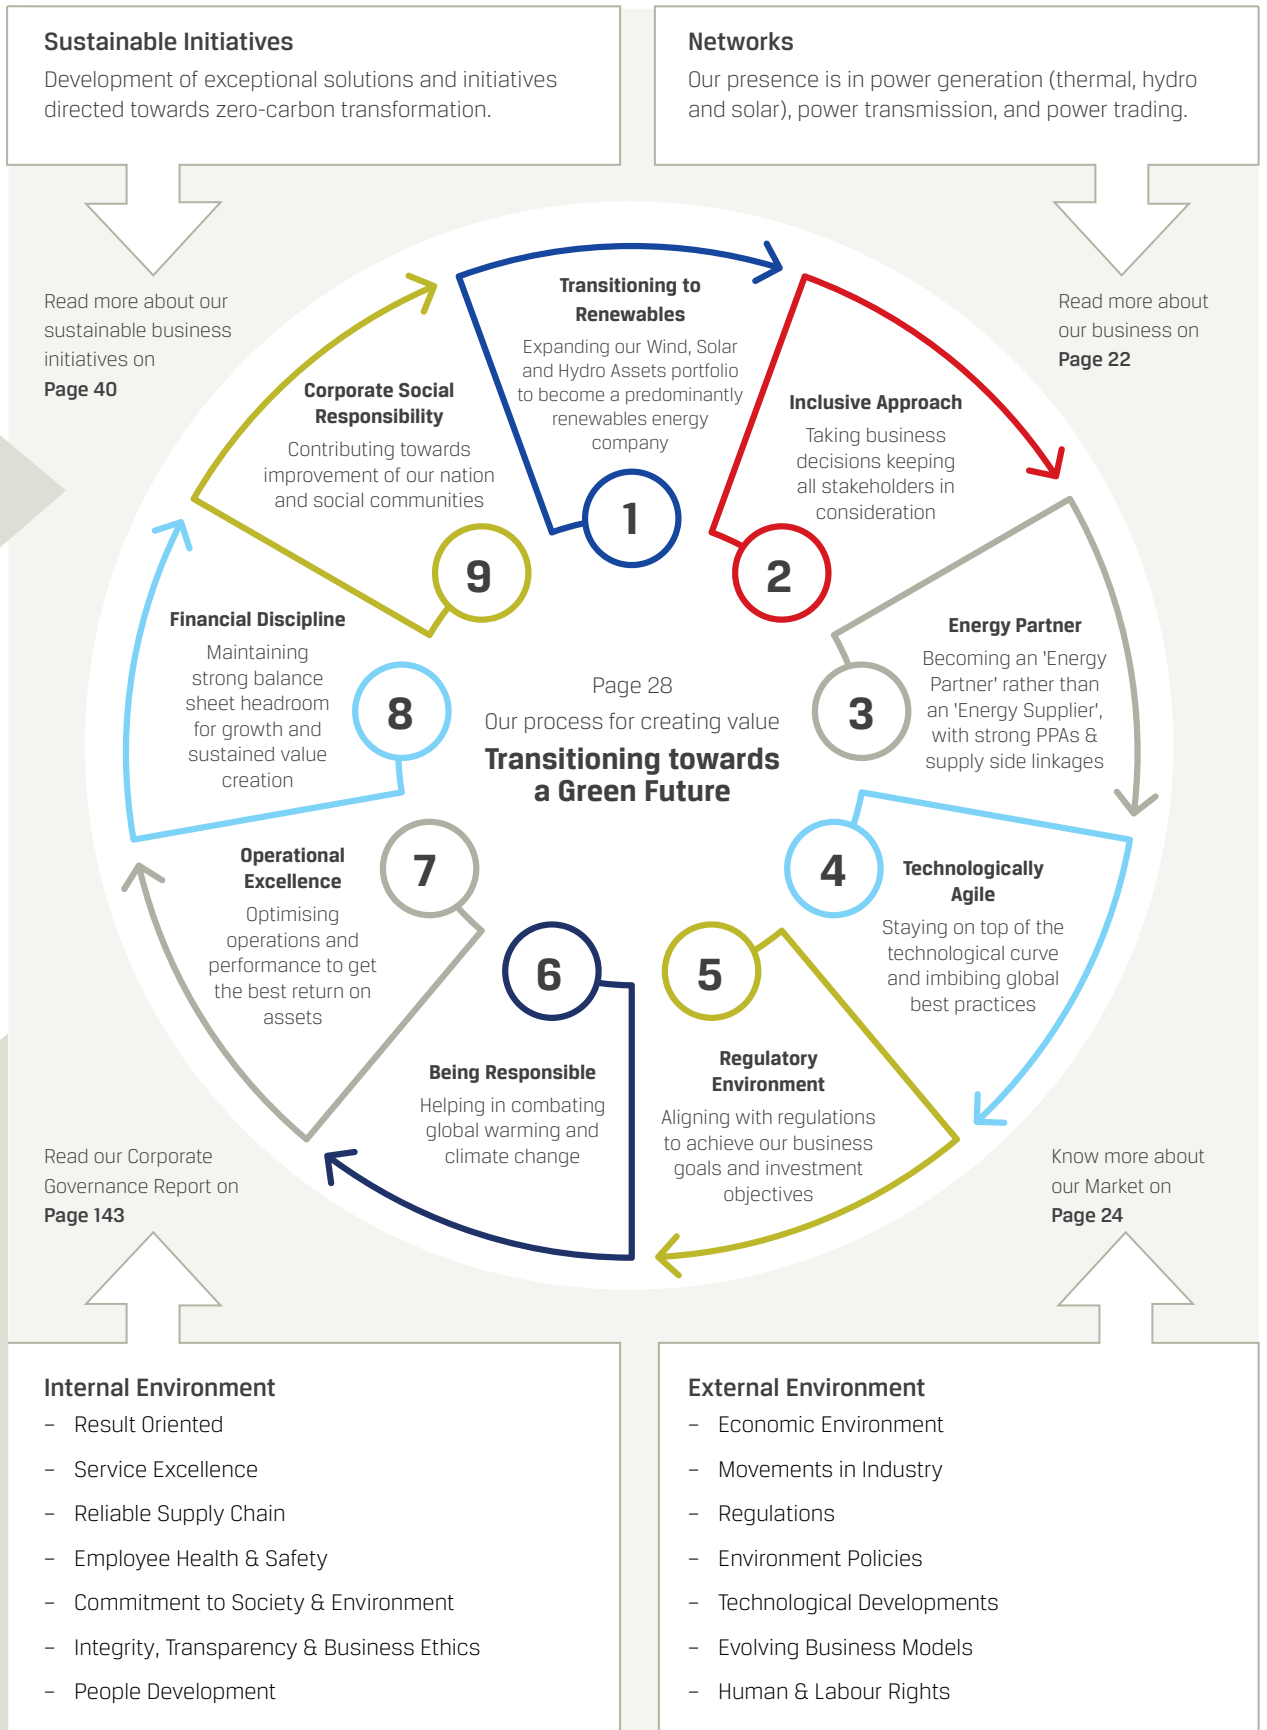 Sustainable Initiatives
Development of exceptional solutions and initiatives
directed towards zero-carbon transformation.
Networks
Our presence is in power generation (thermal, hydro
and solar), power transmission, and power trading.
Read more about our
sustainable business
initiatives on
Page 40
Read more about
our business on
Page 22
Transitioning to
Renewables
Expanding our Wind, Solar
and Hydro Assets portfolio
to become a predominantly
renewables energy
company
1
Inclusive Approach
Taking business
decisions keeping
all stakeholders in
consideration
2
Energy Partner
Becoming an 'Energy
Partner' rather than
an 'Energy Supplier',
with strong PPAs &
supply side linkages
3
Technologically
Agile
Staying on top of the
technological curve
and imbibing global
best practices
4
Regulatory
Environment
Aligning with regulations
to achieve our business
goals and investment
objectives
5
Being Responsible
Helping in combating
global warming and
climate change
6
Operational
Excellence
Optimising
operations and
performance to get
the best return on
assets
7
Financial Discipline
Maintaining
strong balance
sheet headroom
for growth and
sustained value
creation
8
Corporate Social
Responsibility
Contributing towards
improvement of our nation
and social communities
9
Page 28
Our process for creating value
Transitioning towards
a Green Future
Read our Corporate
Governance Report on
Page 143
Know more about
our Market on
Page 24
Internal Environment
– Result Oriented
– Service Excellence
– Reliable Supply Chain
– Employee Health & Safety
– Commitment to Society & Environment
– Integrity, Transparency & Business Ethics
– People Development
External Environment
– Economic Environment
– Movements in Industry
– Regulations
– Environment Policies
– Technological Developments
– Evolving Business Models
– Human & Labour Rights